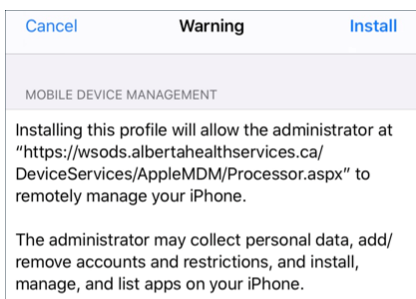 Cancel Warning Install
MOBILE DEVICE MANAGEMENT
Installing this profile will allow the administrator at
“https://wsods.albertahealthservices.ca/
DeviceServices/AppleMDM/Processor.aspx” to
remotely manage your iPhone.
The administrator may collect personal data, add/
remove accounts and restrictions, and install,
manage, and list apps on your iPhone.